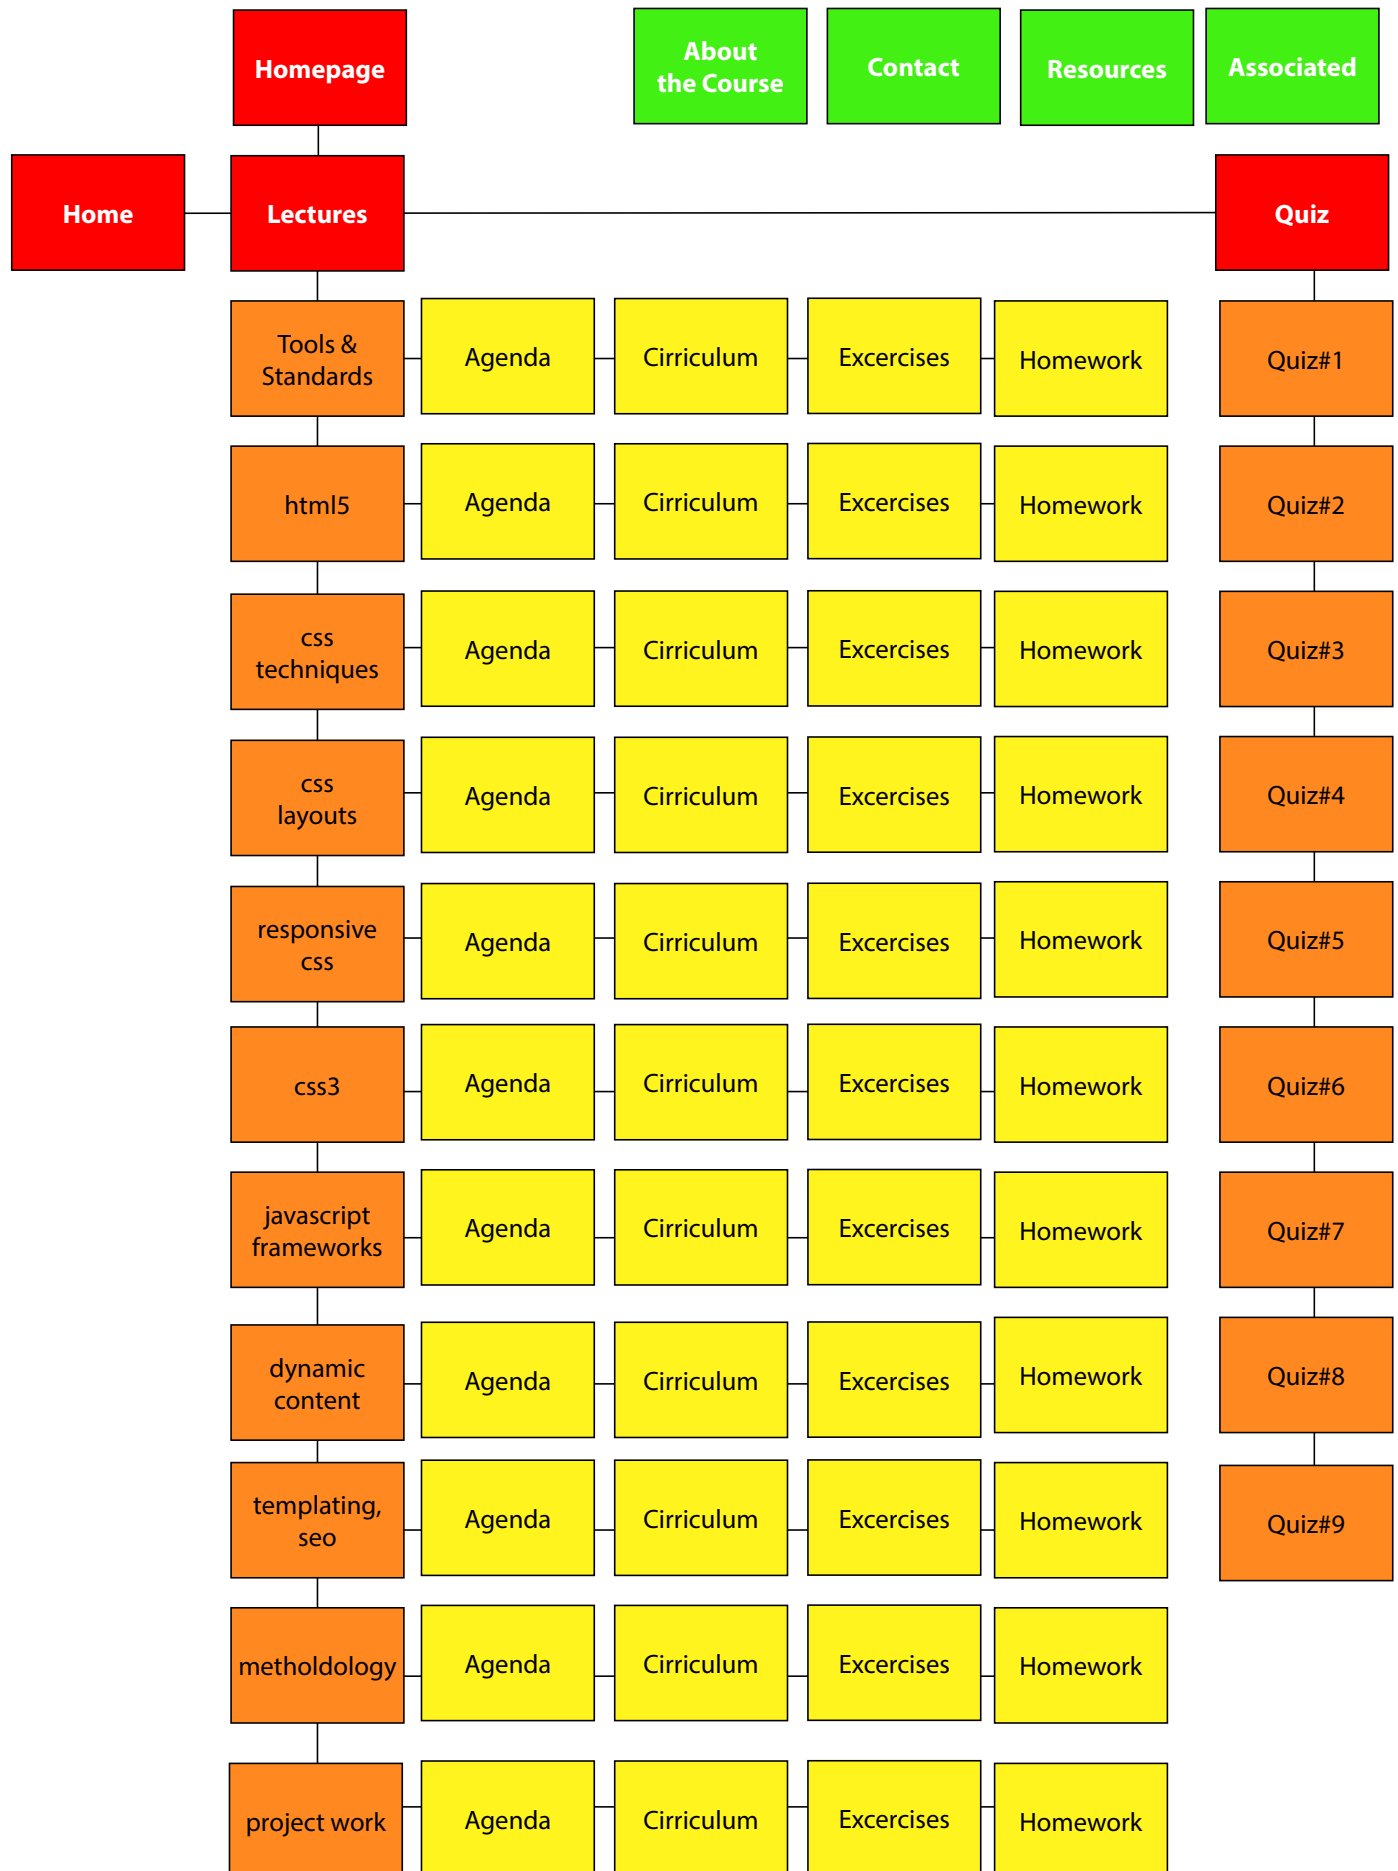 Homepage
About
the Course
Contact
Resources
Associated
Home
Lectures
Quiz
Tools &
Standards
Agenda
Cirriculum
Excercises
Homework
Quiz#1
html5
Agenda
Cirriculum
Excercises
Homework
Quiz#2
css
techniques
Agenda
Cirriculum
Excercises
Homework
Quiz#3
css
layouts
Agenda
Cirriculum
Excercises
Homework
Quiz#4
responsive
css
Agenda
Cirriculum
Excercises
Homework
Quiz#5
css3
Agenda
Cirriculum
Excercises
Homework
Quiz#6
javascript
frameworks
Agenda
Cirriculum
Excercises
Homework
Quiz#7
dynamic
content
Agenda
Cirriculum
Excercises
Homework
Quiz#8
templating,
seo
Agenda
Cirriculum
Excercises
Homework
Quiz#9
metholdology
Agenda
Cirriculum
Excercises
Homework
project work
Agenda
Cirriculum
Excercises
Homework